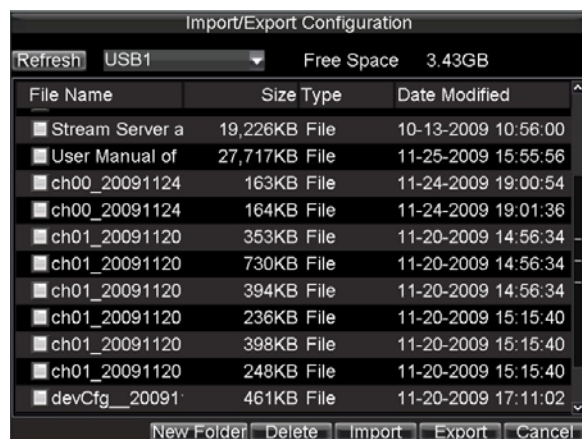 Import/Export Configuration
Refresh USB1 Free Space 3.43GB
File Name Size Type Date Modified
Stream Server a 19,226KB File 10-13-2009 10:56:00
User Manual of 27,717KB File 11-25-2009 15:55:56
ch00_20091124 163KB File 11-24-2009 19:00:54
ch00_20091124 164KB File 11-24-2009 19:01:36
ch01_20091120 353KB File 11-20-2009 14:56:34
ch01_20091120 730KB File 11-20-2009 14:56:34
ch01_20091120 394KB File 11-20-2009 14:56:34
ch01_20091120 236KB File 11-20-2009 15:15:40
ch01_20091120 398KB File 11-20-2009 15:15:40
ch01_20091120 248KB File 11-20-2009 15:15:40
devCfg__20091 461KB File 11-20-2009 17:11:02
New Folder Delete Import Export Cancel